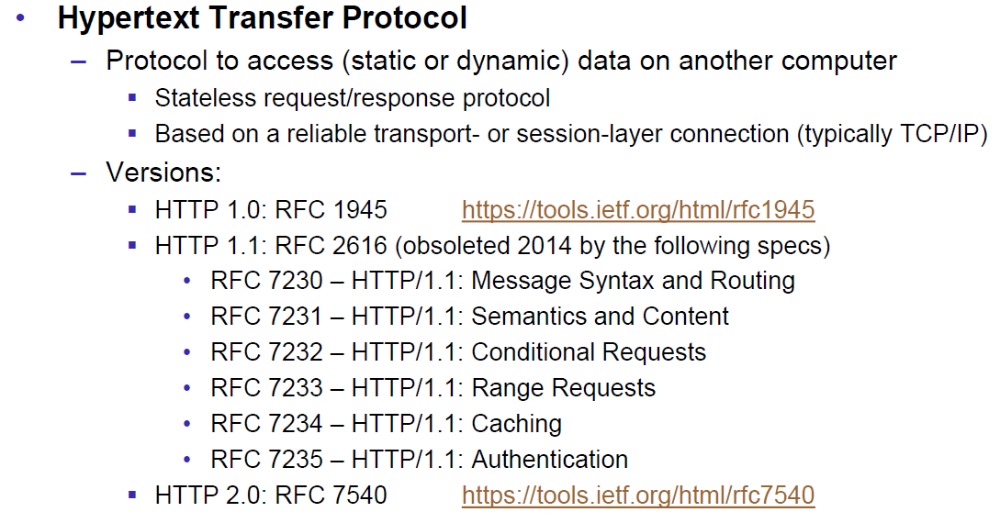 • Hypertext Transfer Protocol
– Protocol to access (static or dynamic) data on another computer
▪ Stateless request/response protocol
▪ Based on a reliable transport- or session-layer connection (typically TCP/IP)
– Versions:
▪ HTTP 1.0: RFC 1945 https://tools.ietf.org/html/rfc1945
▪ HTTP 1.1: RFC 2616 (obsoleted 2014 by the following specs)
• RFC 7230 – HTTP/1.1: Message Syntax and Routing
• RFC 7231 – HTTP/1.1: Semantics and Content
• RFC 7232 – HTTP/1.1: Conditional Requests
• RFC 7233 – HTTP/1.1: Range Requests
• RFC 7234 – HTTP/1.1: Caching
• RFC 7235 – HTTP/1.1: Authentication
▪ HTTP 2.0: RFC 7540 https://tools.ietf.org/html/rfc7540